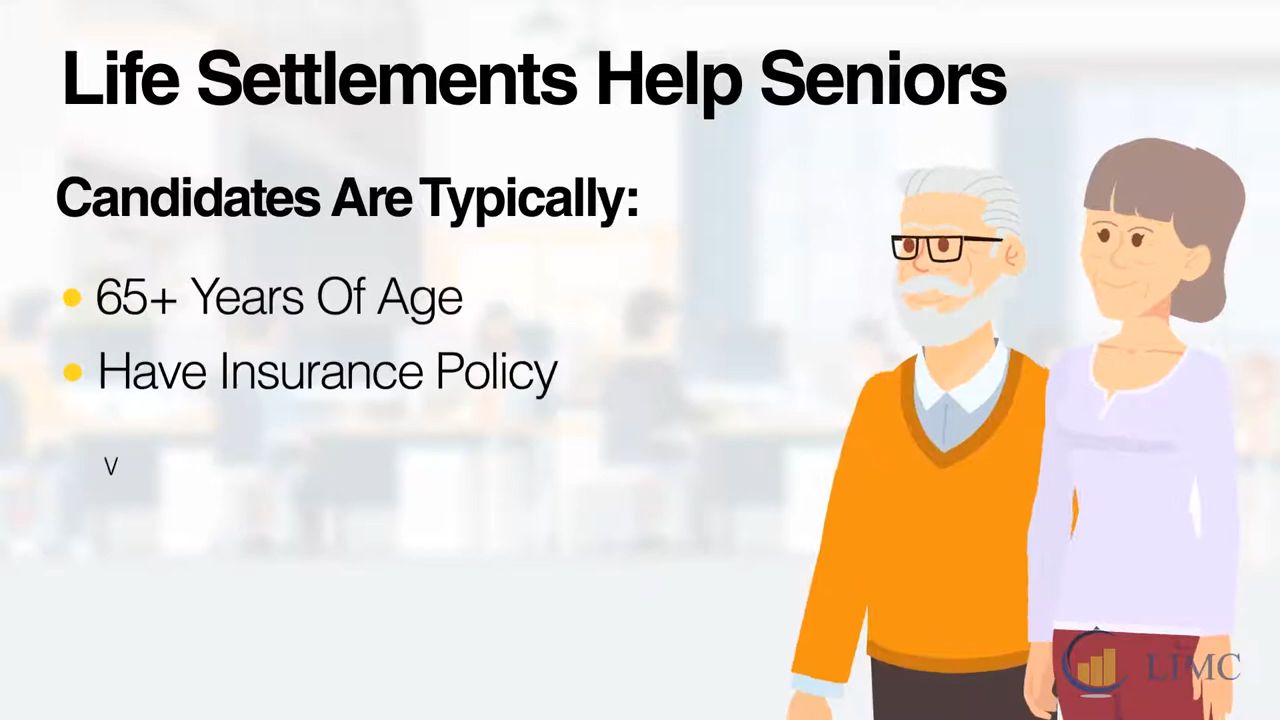 Life Settlements Help Seniors
Candidates Are Typically:
65+ Years Of Age
Have Insurance Policy
V
LIMC